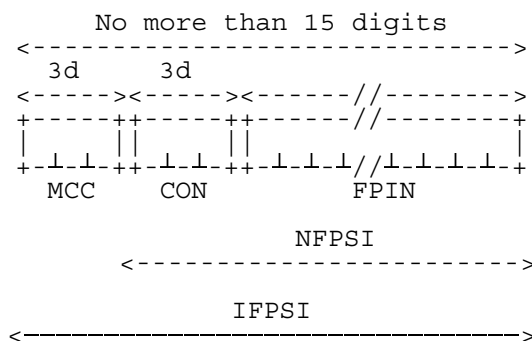 No more than 15 digits
<------------------------------->
3d 3d
<-----><-----><------//-------->
+-----++-----++------//--------+
| || || |
+-┴-┴-++-┴-┴-++-┴-┴-┴//┴-┴-┴-┴-+
MCC CON FPIN
NFPSI
<------------------------>
IFPSI
<------------------------------->